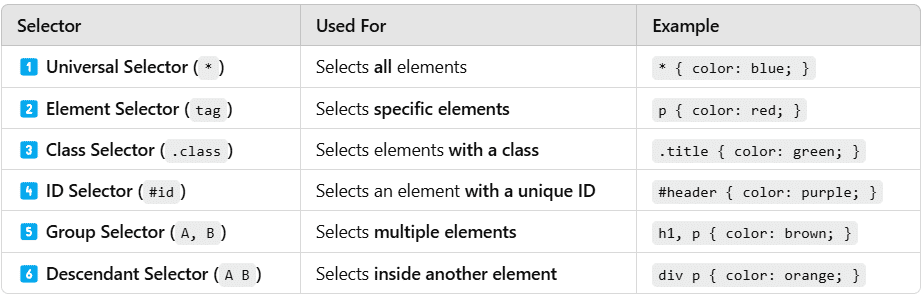 Selector Used For Example
1 Universal Selector ( * ) Selects all elements * { color: blue; }
2 Element Selector ( tag ) Selects specific elements p { color: red; }
3 Class Selector ( .class ) Selects elements with a class .title { color: green; }
4 ID Selector ( #id ) Selects an element with a unique ID #header { color: purple; }
5 Group Selector ( A, B ) Selects multiple elements h1, p { color: brown; }
6 Descendant Selector ( A B ) Selects inside another element div p { color: orange; }